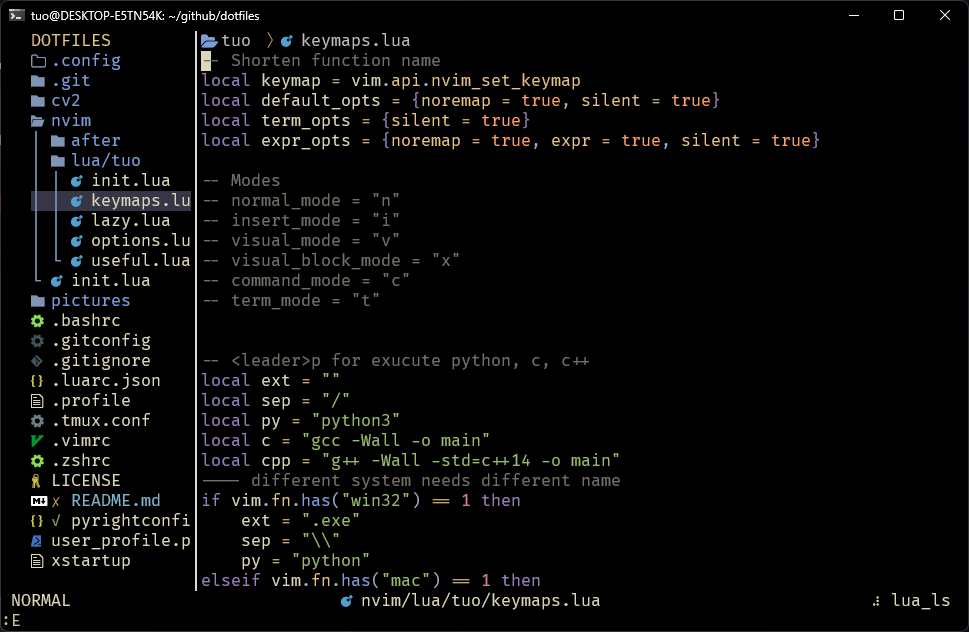 tuo@DESKTOP-E5TN54K: ~/github/dotfiles
DOTFILES
.config
.git
cv2
nvim
after
lua/tuo
init.lua
keymaps.lu
lazy.lua
options.lu
useful.lua
init.lua
pictures
.bashrc
.gitconfig
.gitignore
{} .luarc.json
.profile
.tmux.conf
.vimrc
.zshrc
LICENSE
M↓ ✗ README.md
{} √ pyrightconfi
user_profile.p
xstartup
tuo 〉 keymaps.lua
-- Shorten function name
local keymap = vim.api.nvim_set_keymap
local default_opts = {noremap = true, silent = true}
local term_opts = {silent = true}
local expr_opts = {noremap = true, expr = true, silent = true}
-- Modes
-- normal_mode = "n"
-- insert_mode = "i"
-- visual_mode = "v"
-- visual_block_mode = "x"
-- command_mode = "c"
-- term_mode = "t"
-- <leader>p for exucute python, c, c++
local ext = ""
local sep = "/"
local py = "python3"
local c = "gcc -Wall -o main"
local cpp = "g++ -Wall -std=c++14 -o main"
---- different system needs different name
if vim.fn.has("win32") == 1 then
    ext = ".exe"
    sep = "\\"
    py = "python"
elseif vim.fn.has("mac") == 1 then
NORMAL nvim/lua/tuo/keymaps.lua lua_ls
:E